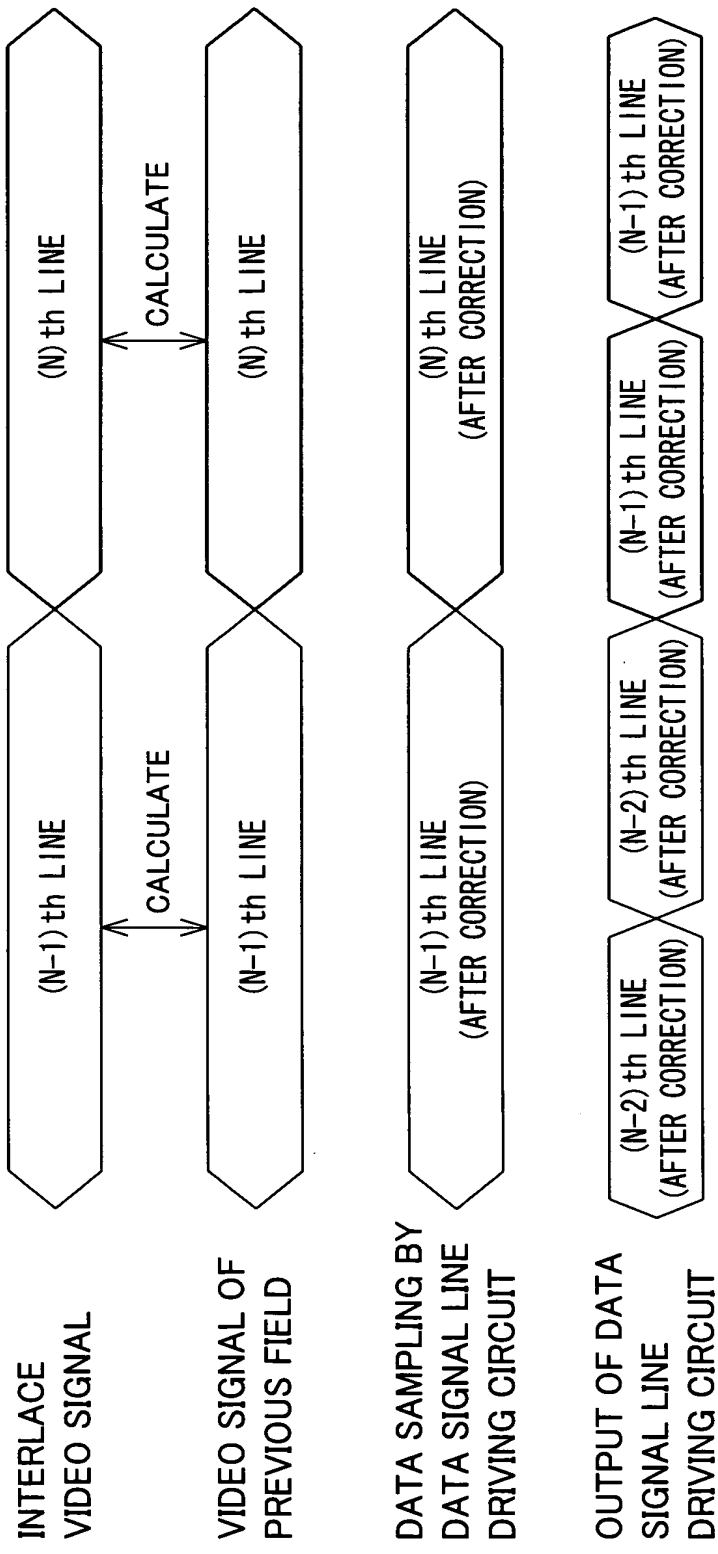 INTERLACE
VIDEO SIGNAL
(N-1)th LINE
(N)th LINE
CALCULATE
CALCULATE
VIDEO SIGNAL OF
PREVIOUS FIELD
(N-1)th LINE
(N)th LINE
DATA SAMPLING BY
DATA SIGNAL LINE
DRIVING CIRCUIT
(N-1)th LINE
(AFTER CORRECTION)
(N)th LINE
(AFTER CORRECTION)
OUTPUT OF DATA
SIGNAL LINE
DRIVING CIRCUIT
(N-2)th LINE
(AFTER CORRECTION)
(N-2)th LINE
(AFTER CORRECTION)
(N-1)th LINE
(AFTER CORRECTION)
(N-1)th LINE
(AFTER CORRECTION)